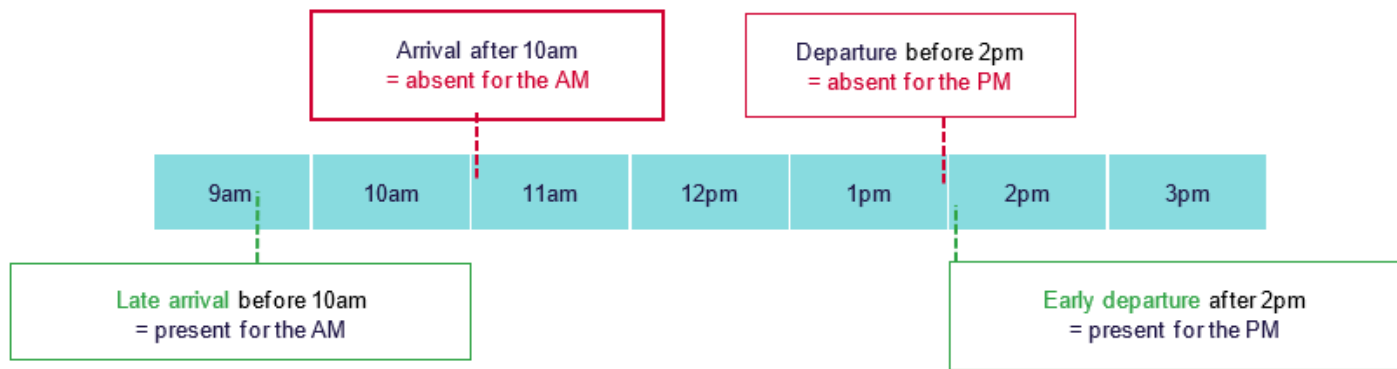 Arrival after 10am
= absent for the AM
Departure before 2pm
= absent for the PM
9am
10am
11am
12pm
1pm
2pm
3pm
Late arrival before 10am
= present for the AM
Early departure after 2pm
= present for the PM